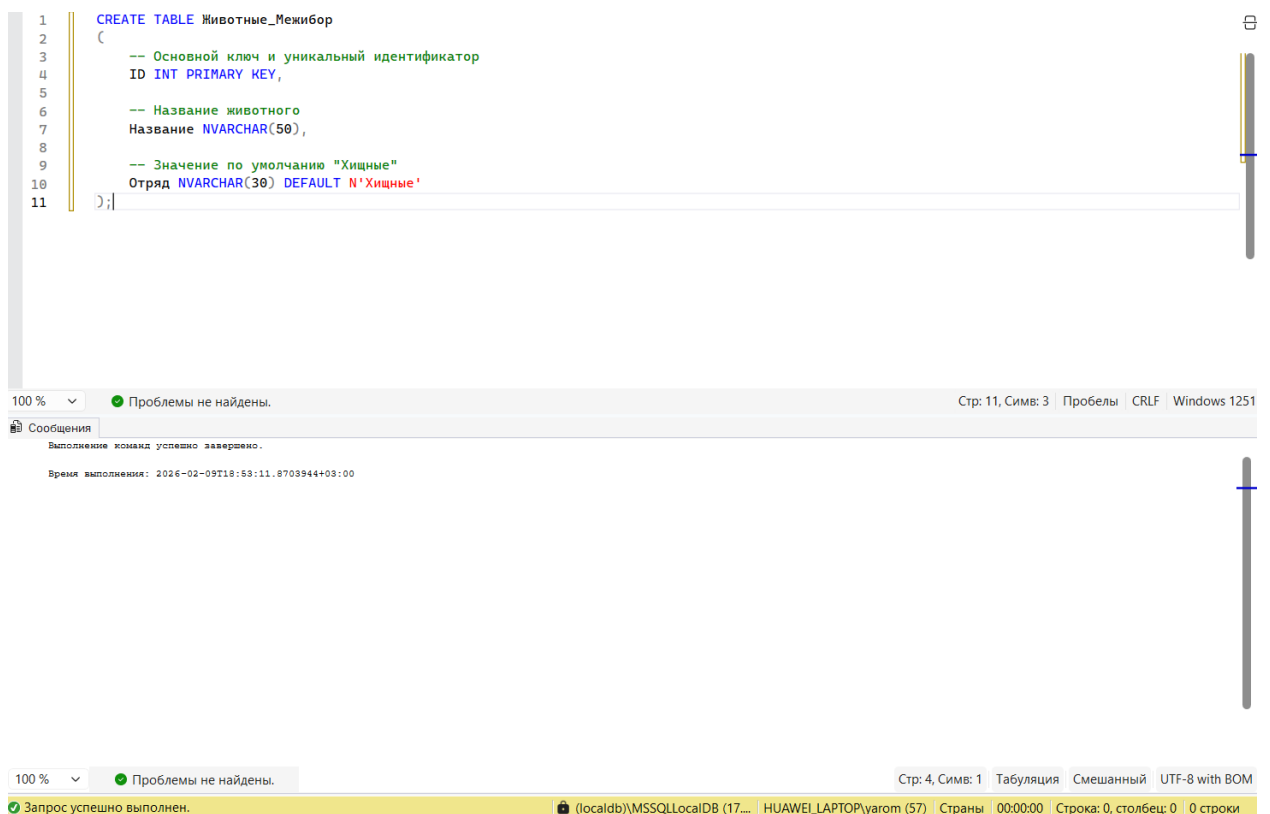 1 CREATE TABLE Животные_Межибор
2 (
3 -- Основной ключ и уникальный идентификатор
4 ID INT PRIMARY KEY,
5
6 -- Название животного
7 Название NVARCHAR(50),
8
9 -- Значение по умолчанию "Хищные"
10 Отряд NVARCHAR(30) DEFAULT N'Хищные'
11 );
100 % Проблемы не найдены. Стр: 11, Симв: 3 Пробелы CRLF Windows 1251
Сообщения
Выполнение команд успешно завершено.
Время выполнения: 2026-02-09T18:53:11.8703944+03:00
100 % Проблемы не найдены. Стр: 4, Симв: 1 Табуляция Смешанный UTF-8 with BOM
Запрос успешно выполнен. (localdb)\MSSQLLocalDB (17.... HUAWEI_LAPTOP\yarom (57) Страны 00:00:00 Строка: 0, столбец: 0 0 строки